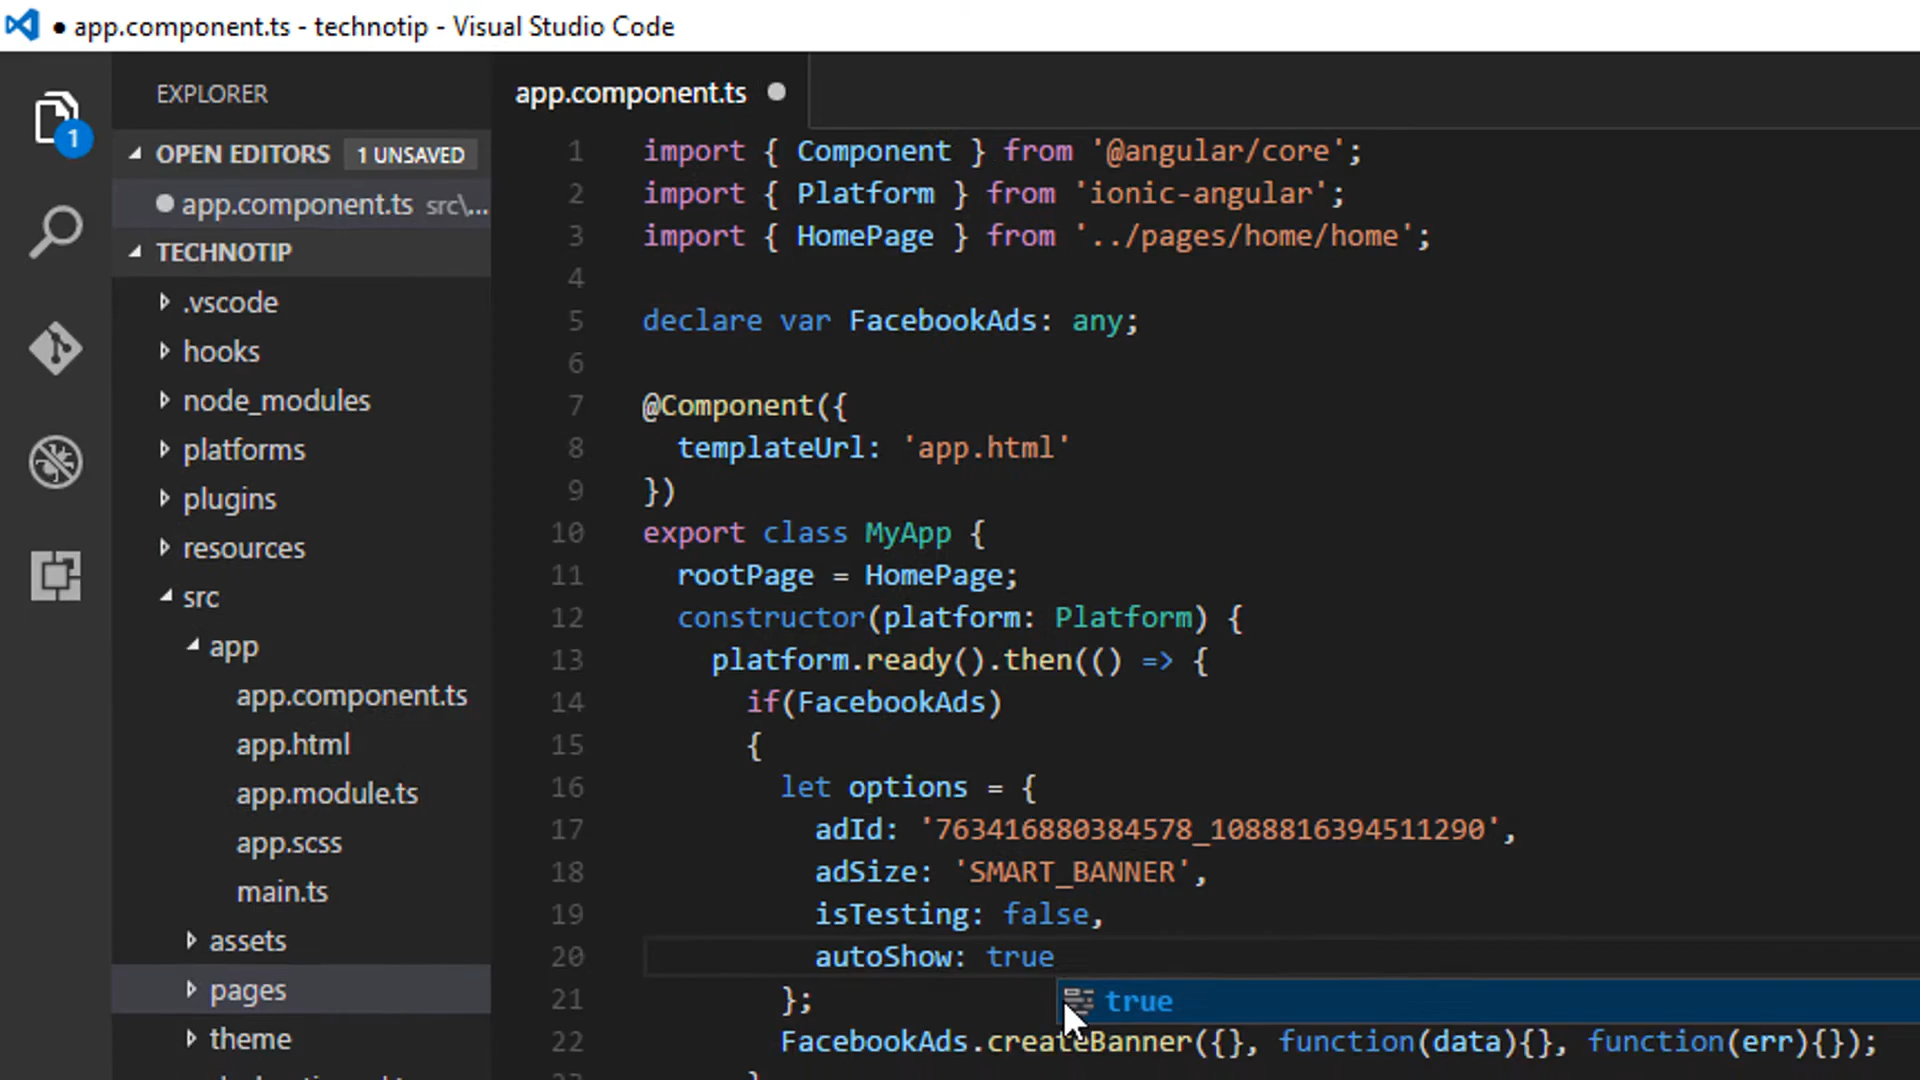 ● app.component.ts - technotip - Visual Studio Code
EXPLORER
OPEN EDITORS 1 UNSAVED
app.component.ts src\...
TECHNOTIP
.vscode
hooks
node_modules
platforms
plugins
resources
src
app
app.component.ts
app.html
app.module.ts
app.scss
main.ts
assets
pages
theme
1
app.component.ts
1 import { Component } from '@angular/core';
2 import { Platform } from 'ionic-angular';
3 import { HomePage } from '../pages/home/home';
4
5 declare var FacebookAds: any;
6
7 @Component({
8 templateUrl: 'app.html'
9 })
10 export class MyApp {
11 rootPage = HomePage;
12 constructor(platform: Platform) {
13 platform.ready().then(() => {
14 if(FacebookAds)
15 {
16 let options = {
17 adId: '763416880384578_1088816394511290',
18 adSize: 'SMART_BANNER',
19 isTesting: false,
20 autoShow: true
21 };
true
22 FacebookAds.createBanner({}, function(data){}, function(err){});